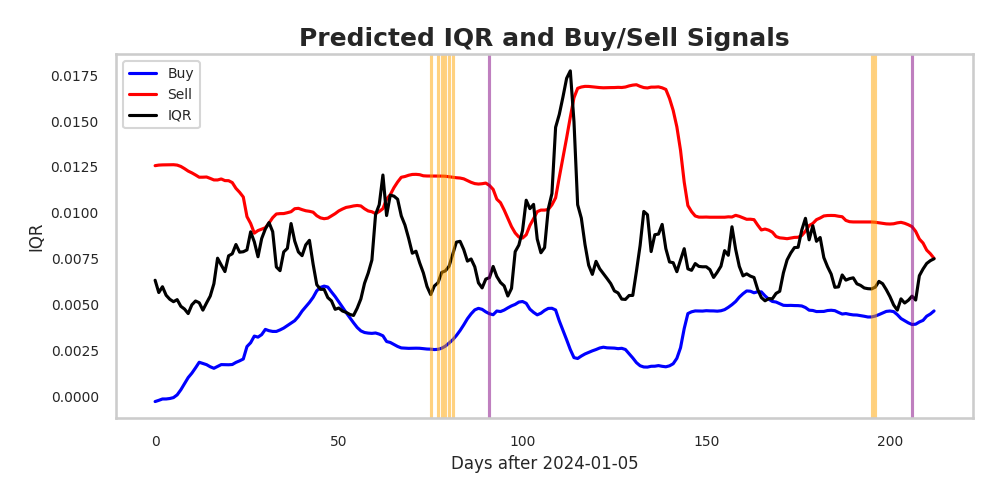 Predicted IQR and Buy/Sell Signals
Buy
Sell
IQR
0.0175
0.0150
0.0125
0.0100
0.0075
0.0050
0.0025
0.0000
IQR
0 50 100 150 200
Days after 2024-01-05